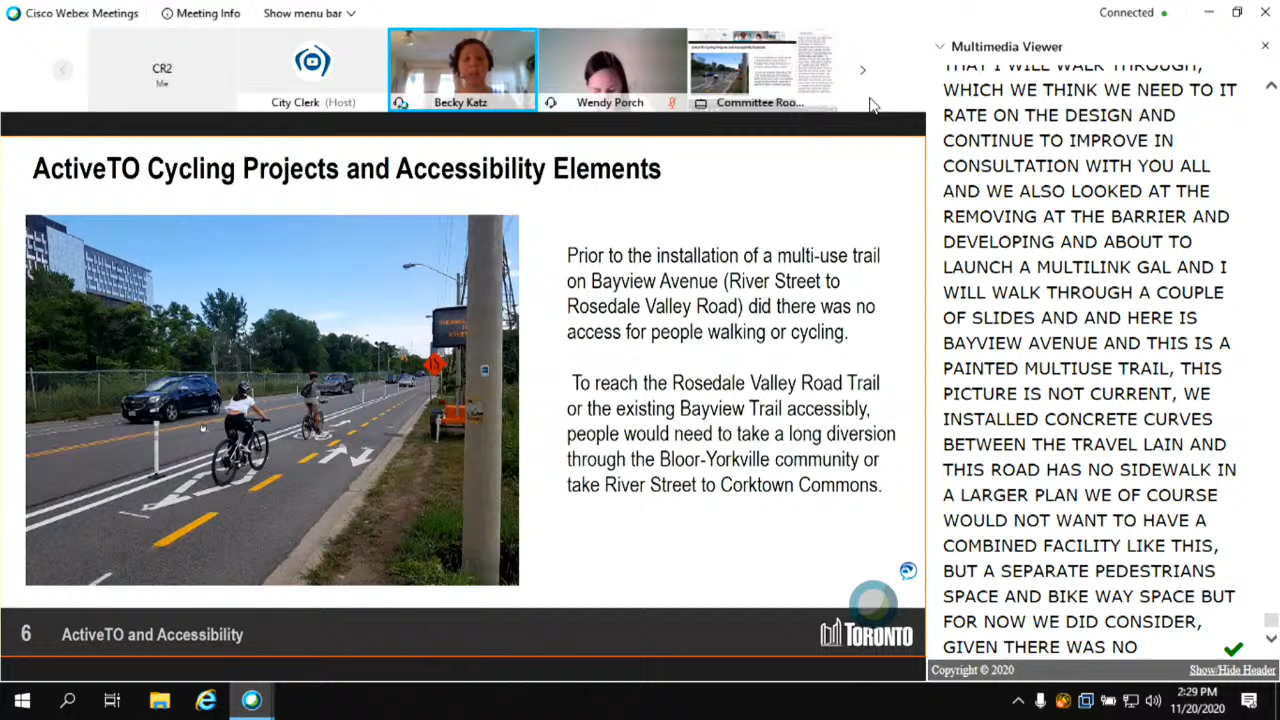 Cisco Webex Meetings
Meeting Info
Show menu bar
Connected
CR2
Me
City Clerk (Host)
Becky Katz
Wendy Porch
Committee Roo...
ActiveTO Cycling Projects and Accessibility Elements
Prior to the installation of a multi-use trail
on Bayview Avenue (River Street to
Rosedale Valley Road) did there was no
access for people walking or cycling.
To reach the Rosedale Valley Road Trail
or the existing Bayview Trail accessibly,
people would need to take a long diversion
through the Bloor-Yorkville community or
take River Street to Corktown Commons.
6 ActiveTO and Accessibility
TORONTO
Multimedia Viewer
THAT I WILL WALK THROUGH,
WHICH WE THINK WE NEED TO IT
RATE ON THE DESIGN AND
CONTINUE TO IMPROVE IN
CONSULTATION WITH YOU ALL
AND WE ALSO LOOKED AT THE
REMOVING AT THE BARRIER AND
DEVELOPING AND ABOUT TO
LAUNCH A MULTILINK GAL AND I
WILL WALK THROUGH A COUPLE
OF SLIDES AND AND HERE IS
BAYVIEW AVENUE AND THIS IS A
PAINTED MULTIUSE TRAIL, THIS
PICTURE IS NOT CURRENT, WE
INSTALLED CONCRETE CURVES
BETWEEN THE TRAVEL LAIN AND
THIS ROAD HAS NO SIDEWALK IN
A LARGER PLAN WE OF COURSE
WOULD NOT WANT TO HAVE A
COMBINED FACILITY LIKE THIS,
BUT A SEPARATE PEDESTRIANS
SPACE AND BIKE WAY SPACE BUT
FOR NOW WE DID CONSIDER,
GIVEN THERE WAS NO
Copyright © 2020
Show/Hide Header
2:29 PM
11/20/2020